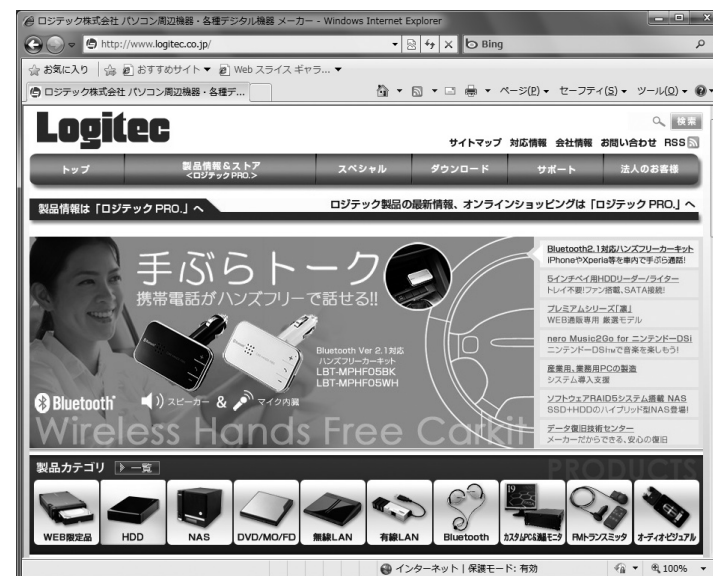 ロジテック株式会社 パソコン周辺機器・各種デジタル機器 メーカー - Windows Internet Explorer
http://www.logitec.co.jp/
Bing
お気に入り おすすめサイト ▼ Web スライス ギャラ... ▼
ロジテック株式会社 パソコン周辺機器・各種デ...
ページ(P) ▼ セーフティ(S) ▼ ツール(O) ▼
Logitec
検索
サイトマップ 対応情報 会社情報 お問い合わせ RSS
トップ
製品情報&ストア
<ロジテックPRO.>
スペシャル
ダウンロード
サポート
法人のお客様
製品情報は「ロジテック PRO.」へ
ロジテック製品の最新情報、オンラインショッピングは「ロジテック PRO.」へ
手ぶらトーク
携帯電話がハンズフリーで話せる!!
Bluetooth Ver 2.1対応
ハンズフリーカーキット
LBT-MPHF05BK
LBT-MPHF05WH
Bluetooth
スピーカー & マイク内蔵
Wireless Hands Free Carkit
Bluetooth2.1対応ハンズフリーカーキット
iPhoneやXperia等を車内で手ぶら通話!
5インチベイ用HDDリーダー/ライター
トレイ不要!ファン搭載、SATA接続!
プレミアムシリーズ「凛」
WEB通販専用 厳選モデル
nero Music2Go for ニンテンドーDSi
ニンテンドーDSiTMで音楽を楽しもう!
産業用、業務用PCの製造
システム導入支援
ソフトウェアRAID5システム搭載 NAS
SSD+HDDのハイブリッド型NAS登場!
データ復旧技術センター
メーカーだからできる、安心の復旧
製品カテゴリ 一覧
PRODUCTS
WEB限定品
HDD
NAS
DVD/MO/FD
無線LAN
有線LAN
Bluetooth
カスタムPC&液晶モニタ
FMトランスミッタ
オーディオ・ビジュアル
インターネット | 保護モード: 有効
100%